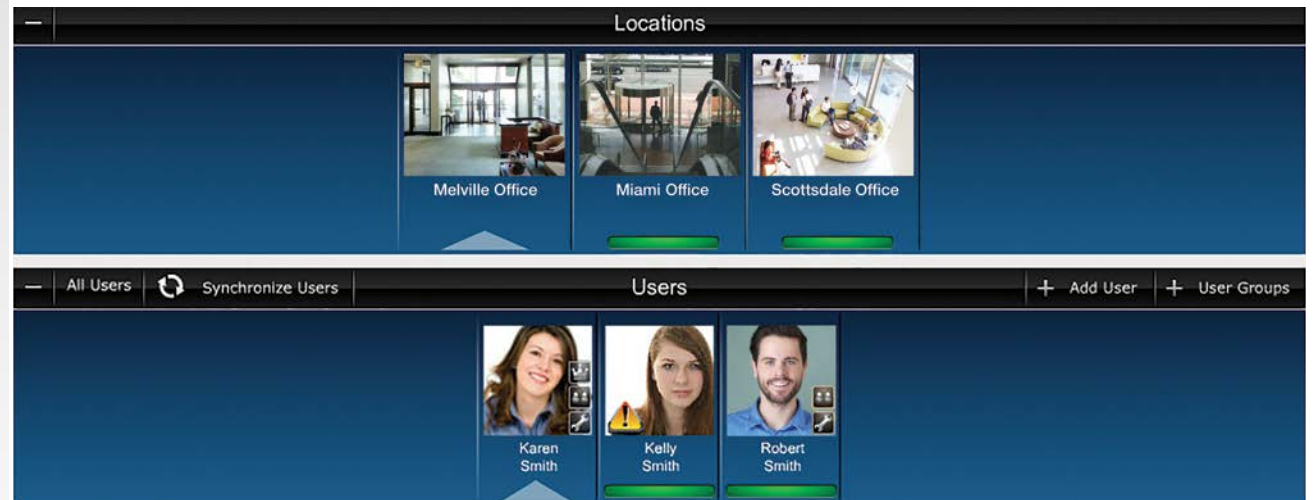 Locations
Melville Office
Miami Office
Scottsdale Office
All Users
Synchronize Users
Users
+ Add User
+ User Groups
Karen
Smith
Kelly
Smith
Robert
Smith